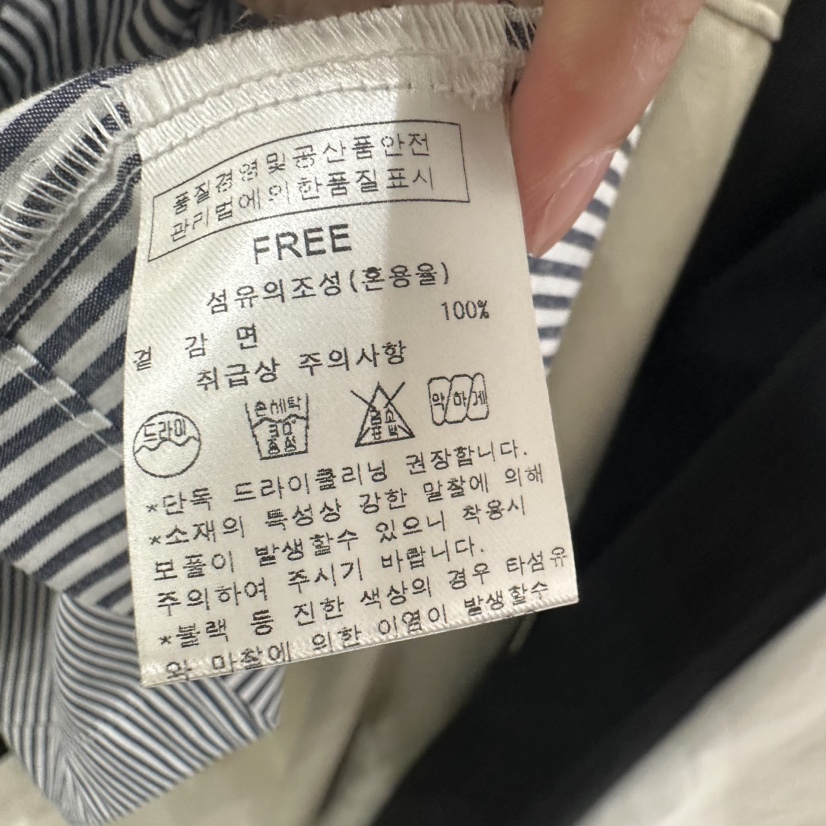 품질경영및공산품안전
관리법에의한품질표시
FREE
섬유의조성(혼용율)
100%
겉 감 면
취급상 주의사항
드라이
손세탁
중성
약하게
*단독 드라이클리닝 권장합니다.
*소재의 특성상 강한 말찰에 의해
보풀이 발생할수 있으니 착용시
주의하여 주시기 바랍니다.
*블랙 등 진한 색상의 경우 타섬유
와 마찰에 의한 이염이 발생할수